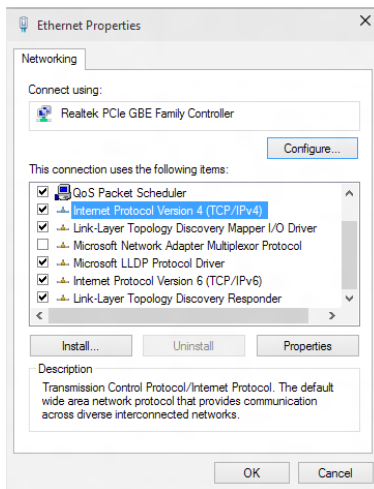 Ethernet Properties
Networking
Connect using:
Realtek PCIe GBE Family Controller
Configure...
This connection uses the following items:
QoS Packet Scheduler
Internet Protocol Version 4 (TCP/IPv4)
Link-Layer Topology Discovery Mapper I/O Driver
Microsoft Network Adapter Multiplexor Protocol
Microsoft LLDP Protocol Driver
Internet Protocol Version 6 (TCP/IPv6)
Link-Layer Topology Discovery Responder
Install... Uninstall Properties
Description
Transmission Control Protocol/Internet Protocol. The default
wide area network protocol that provides communication
across diverse interconnected networks.
OK Cancel